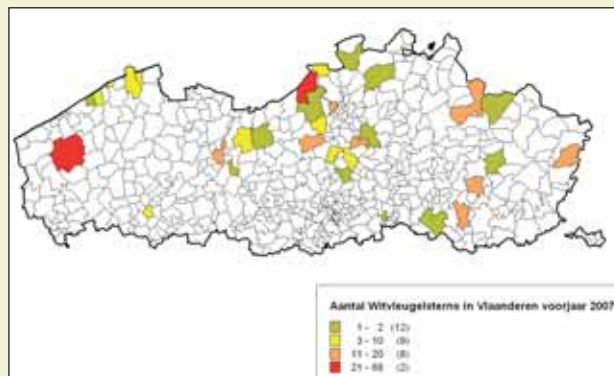 Aantal Witvleugelsterns in Vlaanderen voorjaar 2007
1 - 2 (12)
3 - 10 (9)
11 - 20 (8)
21 - 68 (2)